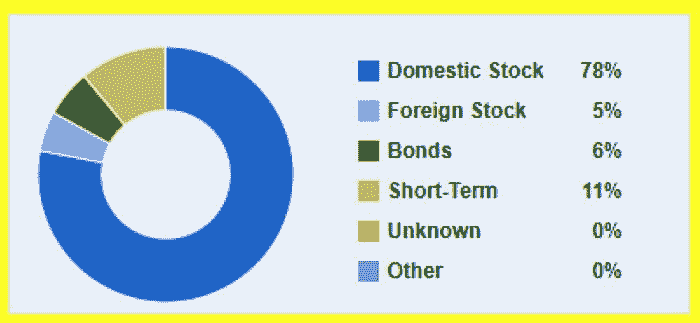 Domestic Stock 78%
Foreign Stock 5%
Bonds 6%
Short-Term 11%
Unknown 0%
Other 0%